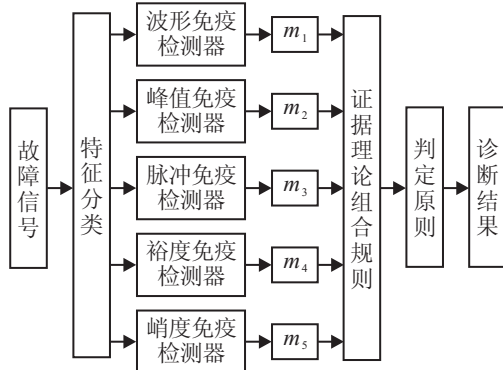 故障信号
特征分类
波形免疫
检测器
m₁
峰值免疫
检测器
m₂
脉冲免疫
检测器
m₃
裕度免疫
检测器
m₄
峭度免疫
检测器
m₅
证据理论组合规则
判定原则
诊断结果